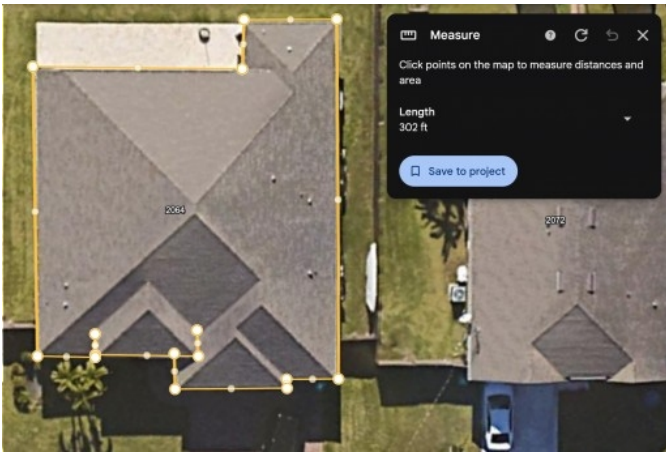 Measure
Click points on the map to measure distances and
area
Length
302 ft
Save to project
2064
2072